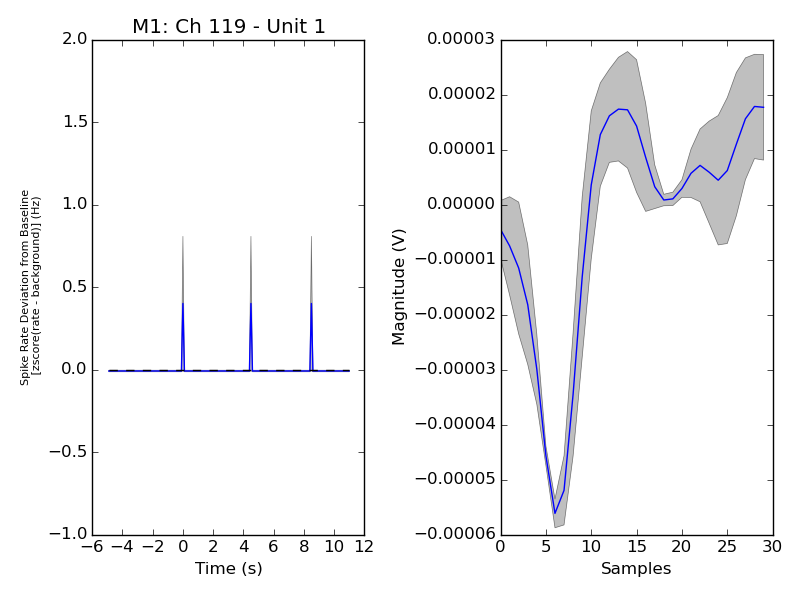 M1: Ch 119 - Unit 1
2.0
1.5
1.0
0.5
0.0
−0.5
−1.0
−6 −4 −2 0 2 4 6 8 10 12
Time (s)
Spike Rate Deviation from Baseline
[zscore(rate - background)] (Hz)
0.00003
0.00002
0.00001
0.00000
−0.00001
−0.00002
−0.00003
−0.00004
−0.00005
−0.00006
0 5 10 15 20 25 30
Samples
Magnitude (V)